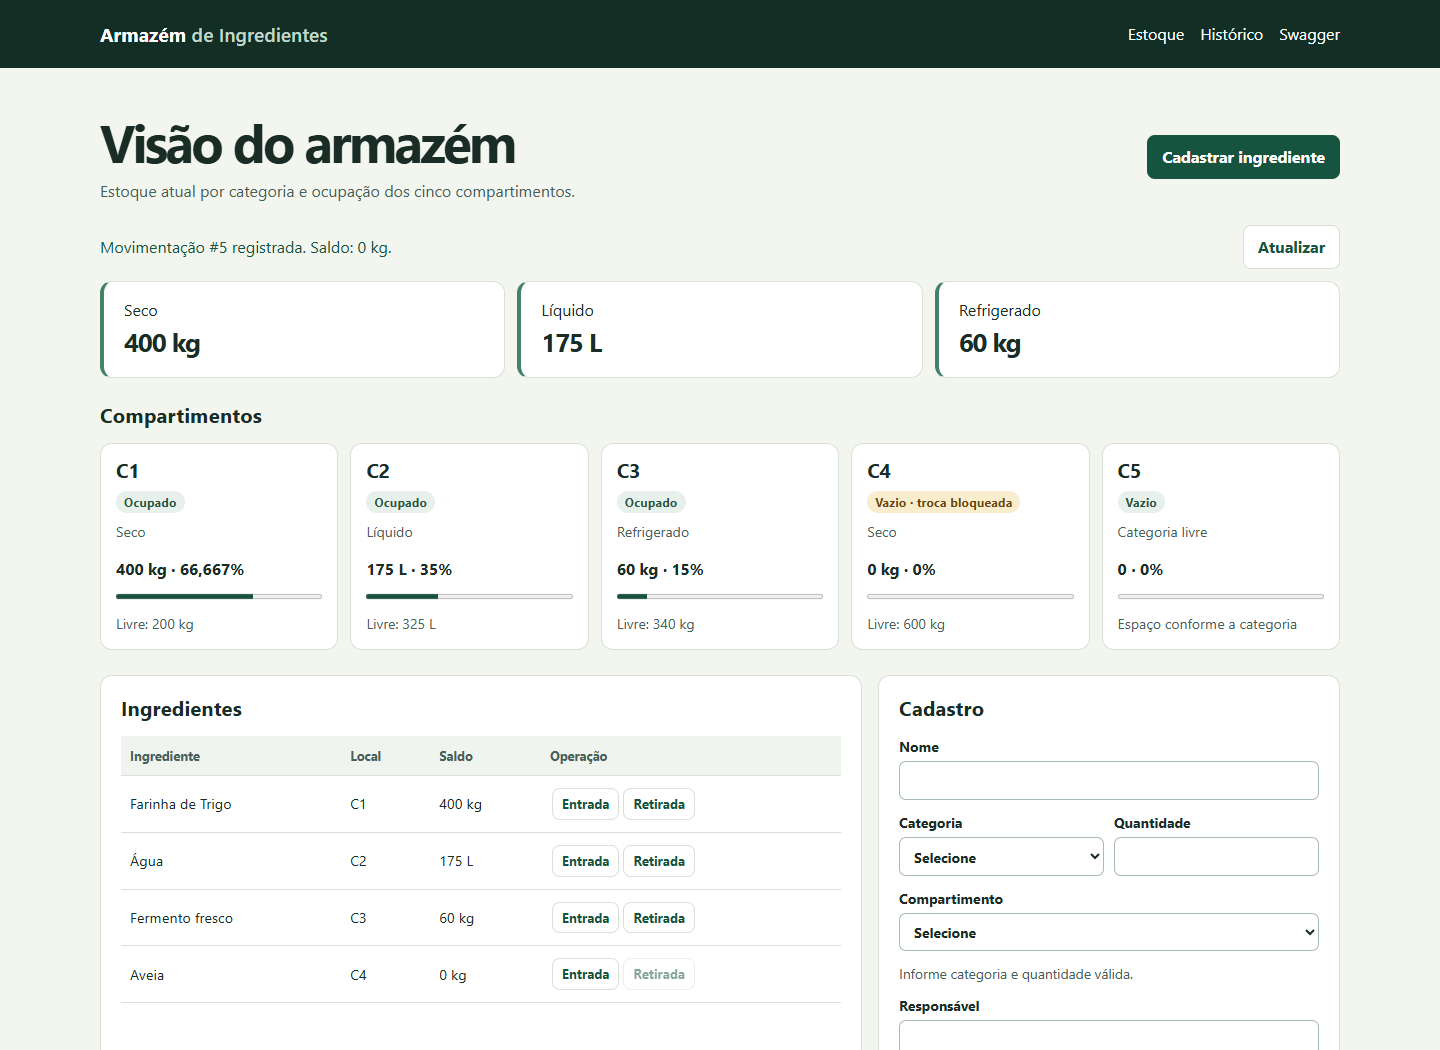 Armazém de Ingredientes
Estoque Histórico Swagger
Visão do armazém
Cadastrar ingrediente
Estoque atual por categoria e ocupação dos cinco compartimentos.
Movimentação #5 registrada. Saldo: 0 kg.
Atualizar
Seco
400 kg
Líquido
175 L
Refrigerado
60 kg
Compartimentos
C1
Ocupado
Seco
400 kg · 66,667%
Livre: 200 kg
C2
Ocupado
Líquido
175 L · 35%
Livre: 325 L
C3
Ocupado
Refrigerado
60 kg · 15%
Livre: 340 kg
C4
Vazio · troca bloqueada
Seco
0 kg · 0%
Livre: 600 kg
C5
Vazio
Categoria livre
0 · 0%
Espaço conforme a categoria
Ingredientes
Ingrediente Local Saldo Operação
Farinha de Trigo C1 400 kg Entrada Retirada
Água C2 175 L Entrada Retirada
Fermento fresco C3 60 kg Entrada Retirada
Aveia C4 0 kg Entrada Retirada
Cadastro
Nome
Categoria Quantidade
Selecione
Compartimento
Selecione
Informe categoria e quantidade válida.
Responsável